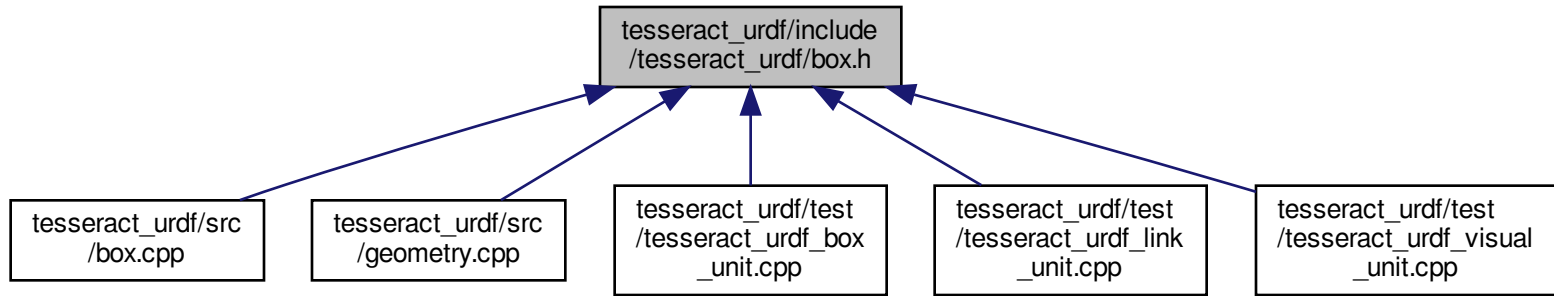 tesseract_urdf/include
/tesseract_urdf/box.h
tesseract_urdf/src
/box.cpp
tesseract_urdf/src
/geometry.cpp
tesseract_urdf/test
/tesseract_urdf_box
_unit.cpp
tesseract_urdf/test
/tesseract_urdf_link
_unit.cpp
tesseract_urdf/test
/tesseract_urdf_visual
_unit.cpp